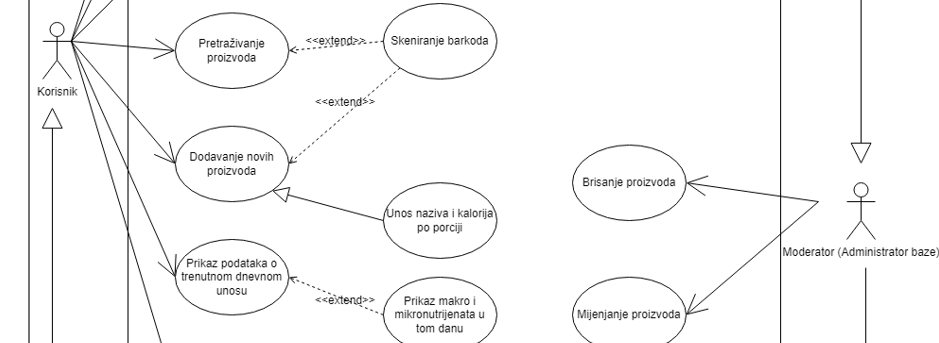 Korisnik
Pretraživanje
proizvoda
<<extend>>
Skeniranje barkoda
<<extend>>
Dodavanje novih
proizvoda
Unos naziva i kalorija
po porciji
Brisanje proizvoda
Moderator (Administrator baze)
Prikaz podataka o
trenutnom dnevnom
unosu
<<extend>>
Prikaz makro i
mikronutrijenata u
tom danu
Mijenjanje proizvoda